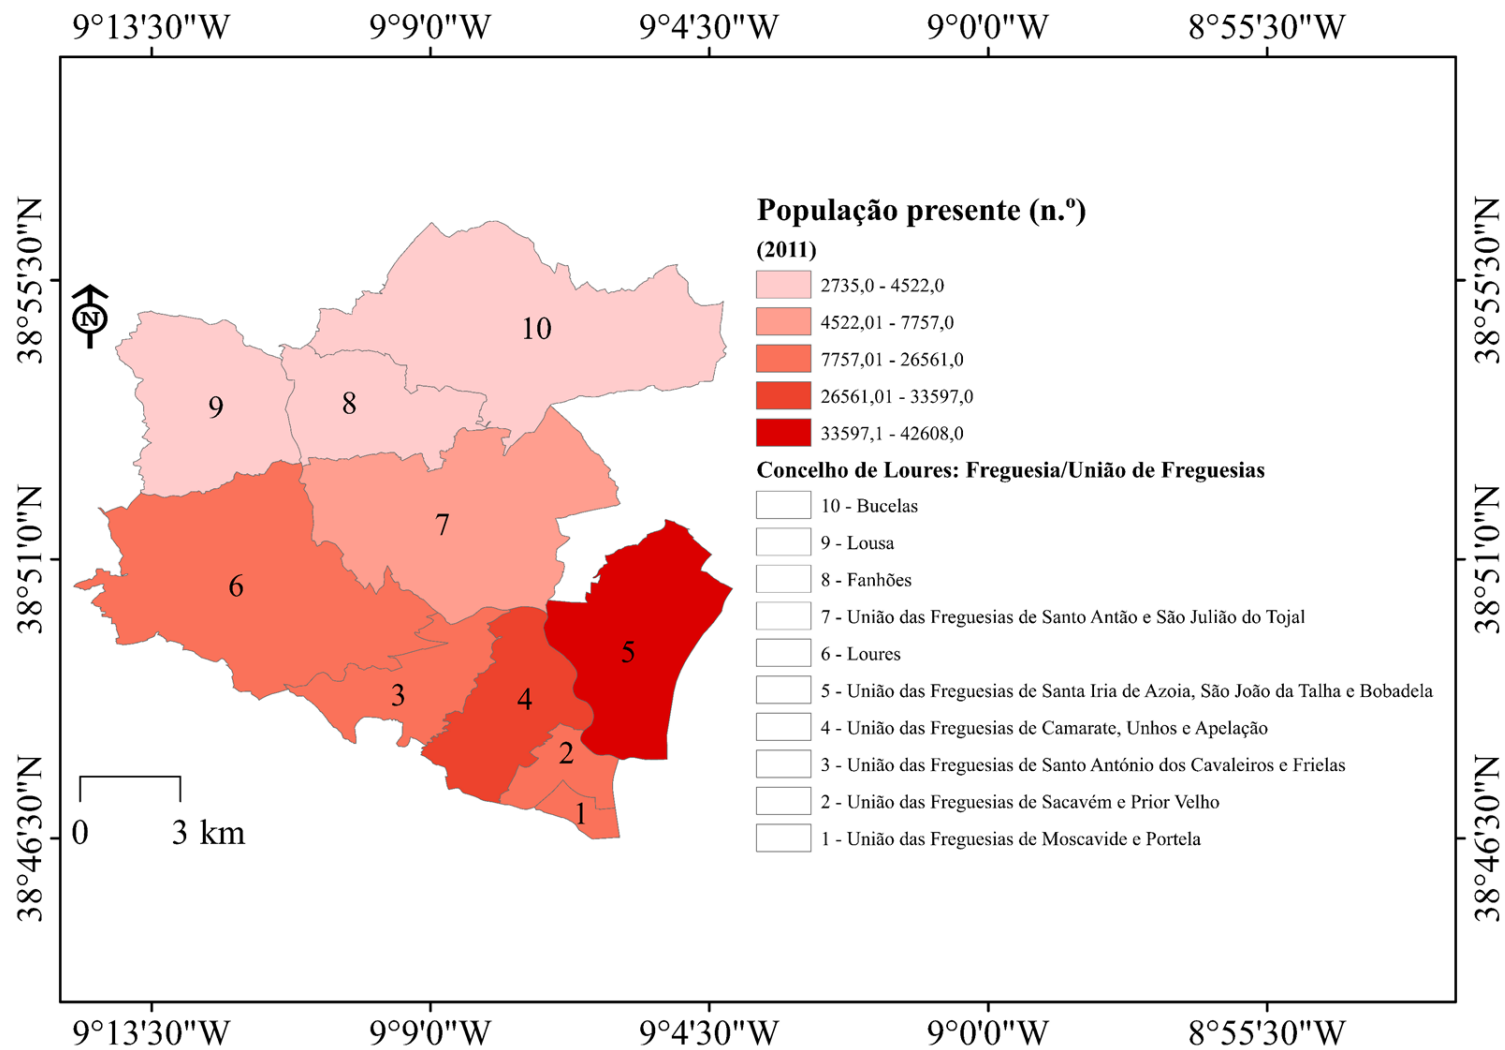 9°13'30"W 9°9'0"W 9°4'30"W 9°0'0"W 8°55'30"W
38°55'30"N
38°51'0"N
38°46'30"N
N
10
9
8
7
6
5
3
4
2
1
0 3 km
População presente (n.º)
(2011)
2735,0 - 4522,0
4522,01 - 7757,0
7757,01 - 26561,0
26561,01 - 33597,0
33597,1 - 42608,0
Concelho de Loures: Freguesia/União de Freguesias
10 - Bucelas
9 - Lousa
8 - Fanhões
7 - União das Freguesias de Santo Antão e São Julião do Tojal
6 - Loures
5 - União das Freguesias de Santa Iria de Azoia, São João da Talha e Bobadela
4 - União das Freguesias de Camarate, Unhos e Apelação
3 - União das Freguesias de Santo António dos Cavaleiros e Frielas
2 - União das Freguesias de Sacavém e Prior Velho
1 - União das Freguesias de Moscavide e Portela
38°55'30"N
38°51'0"N
38°46'30"N
9°13'30"W 9°9'0"W 9°4'30"W 9°0'0"W 8°55'30"W